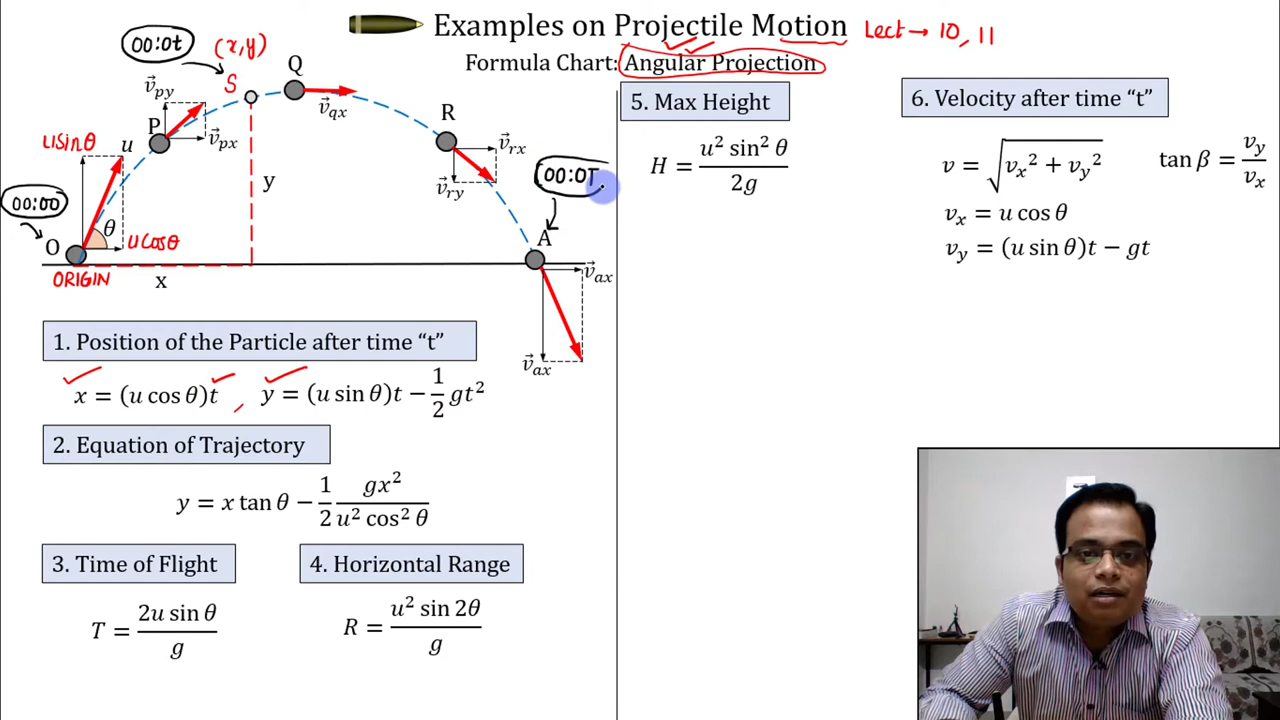 Examples on Projectile Motion
Lect → 10, 11
Formula Chart: Angular Projection
00:0t
(x,y)
S
Q
P
R
A
O
v⃗py
v⃗px
v⃗qx
v⃗rx
v⃗ry
u sinθ
u
00:0T
00:00
y
θ
u cosθ
ORIGIN
x
v⃗ax
v⃗ax
1. Position of the Particle after time “t”
x = (u cos θ)t , y = (u sin θ)t − 1/2 gt²
2. Equation of Trajectory
y = x tan θ − 1/2 gx²/u² cos² θ
3. Time of Flight
T = 2u sin θ/g
4. Horizontal Range
R = u² sin 2θ/g
5. Max Height
H = u² sin² θ/2g
6. Velocity after time “t”
v = √(vx² + vy²)
tan β = vy/vx
vx = u cos θ
vy = (u sin θ)t − gt